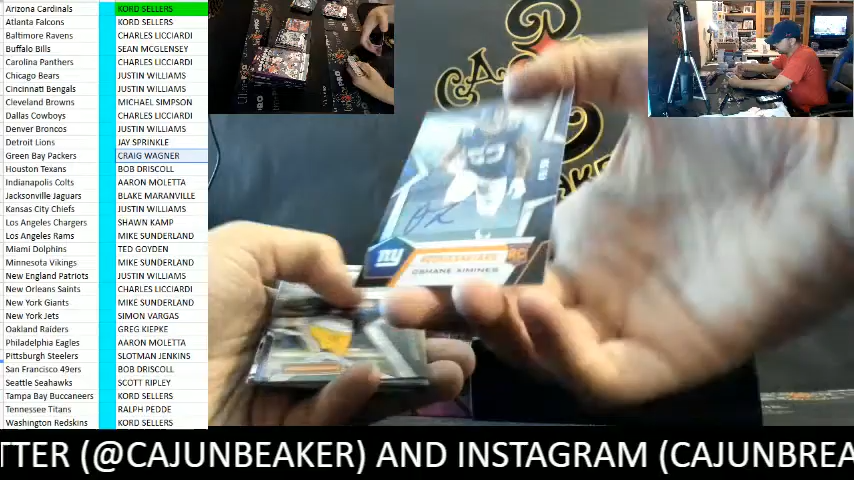 Arizona Cardinals KORD SELLERS
Atlanta Falcons KORD SELLERS
Baltimore Ravens CHARLES LICCIARDI
Buffalo Bills SEAN MCGLENSEY
Carolina Panthers CHARLES LICCIARDI
Chicago Bears JUSTIN WILLIAMS
Cincinnati Bengals JUSTIN WILLIAMS
Cleveland Browns MICHAEL SIMPSON
Dallas Cowboys CHARLES LICCIARDI
Denver Broncos JUSTIN WILLIAMS
Detroit Lions JAY SPRINKLE
Green Bay Packers CRAIG WAGNER
Houston Texans BOB DRISCOLL
Indianapolis Colts AARON MOLETTA
Jacksonville Jaguars BLAKE MARANVILLE
Kansas City Chiefs JUSTIN WILLIAMS
Los Angeles Chargers SHAWN KAMP
Los Angeles Rams MIKE SUNDERLAND
Miami Dolphins TED GOYDEN
Minnesota Vikings MIKE SUNDERLAND
New England Patriots JUSTIN WILLIAMS
New Orleans Saints CHARLES LICCIARDI
New York Giants MIKE SUNDERLAND
New York Jets SIMON VARGAS
Oakland Raiders GREG KIEPKE
Philadelphia Eagles AARON MOLETTA
Pittsburgh Steelers SLOTMAN JENKINS
San Francisco 49ers BOB DRISCOLL
Seattle Seahawks SCOTT RIPLEY
Tampa Bay Buccaneers KORD SELLERS
Tennessee Titans RALPH PEDDE
Washington Redskins KORD SELLERS
NY
OSHANE XIMINES
TTER (@CAJUNBEAKER) AND INSTAGRAM (CAJUNBREA